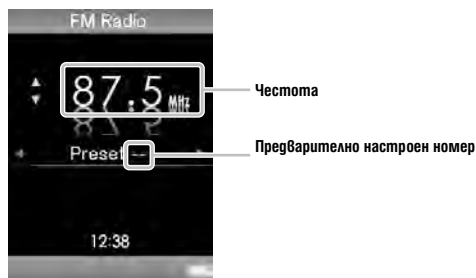 FM Radio
87.5 MHz
Честота
Preset --
Предварително настроен номер
12:38